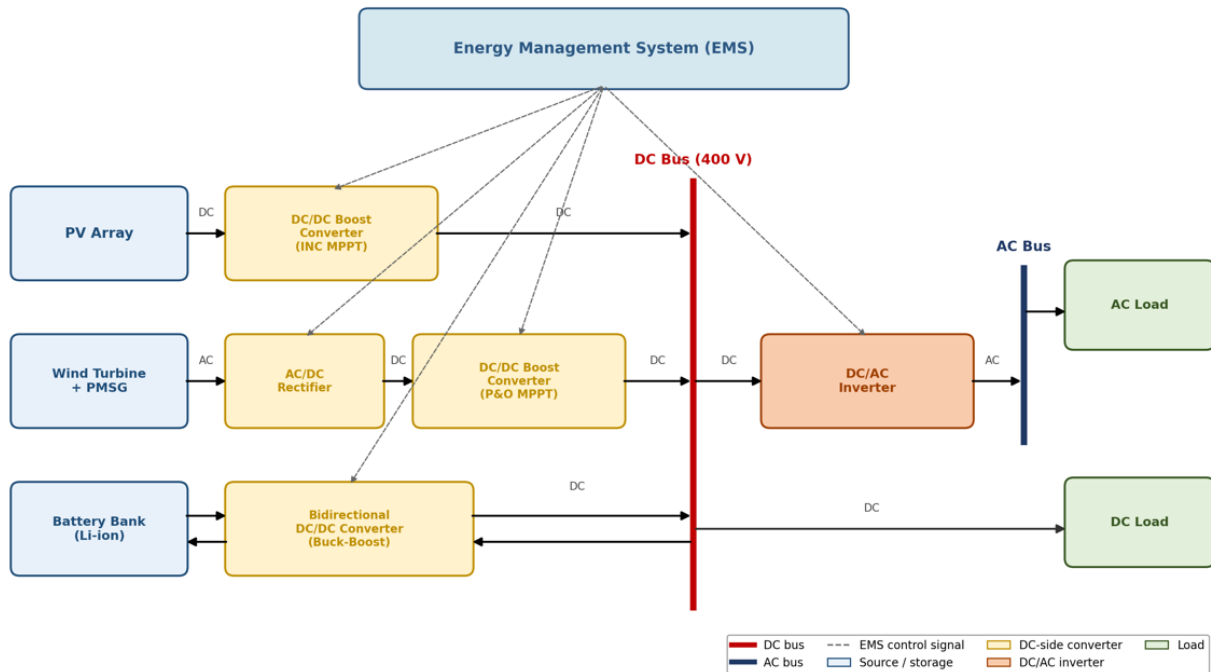 Energy Management System (EMS)
DC Bus (400 V)
PV Array
DC
DC/DC Boost
Converter
(INC MPPT)
DC
AC Bus
AC Load
Wind Turbine
+ PMSG
AC
AC/DC
Rectifier
DC
DC/DC Boost
Converter
(P&O MPPT)
DC
DC
DC/AC
Inverter
AC
Battery Bank
(Li-ion)
Bidirectional
DC/DC Converter
(Buck-Boost)
DC
DC
DC Load
DC bus
AC bus
EMS control signal
Source / storage
DC-side converter
DC/AC inverter
Load